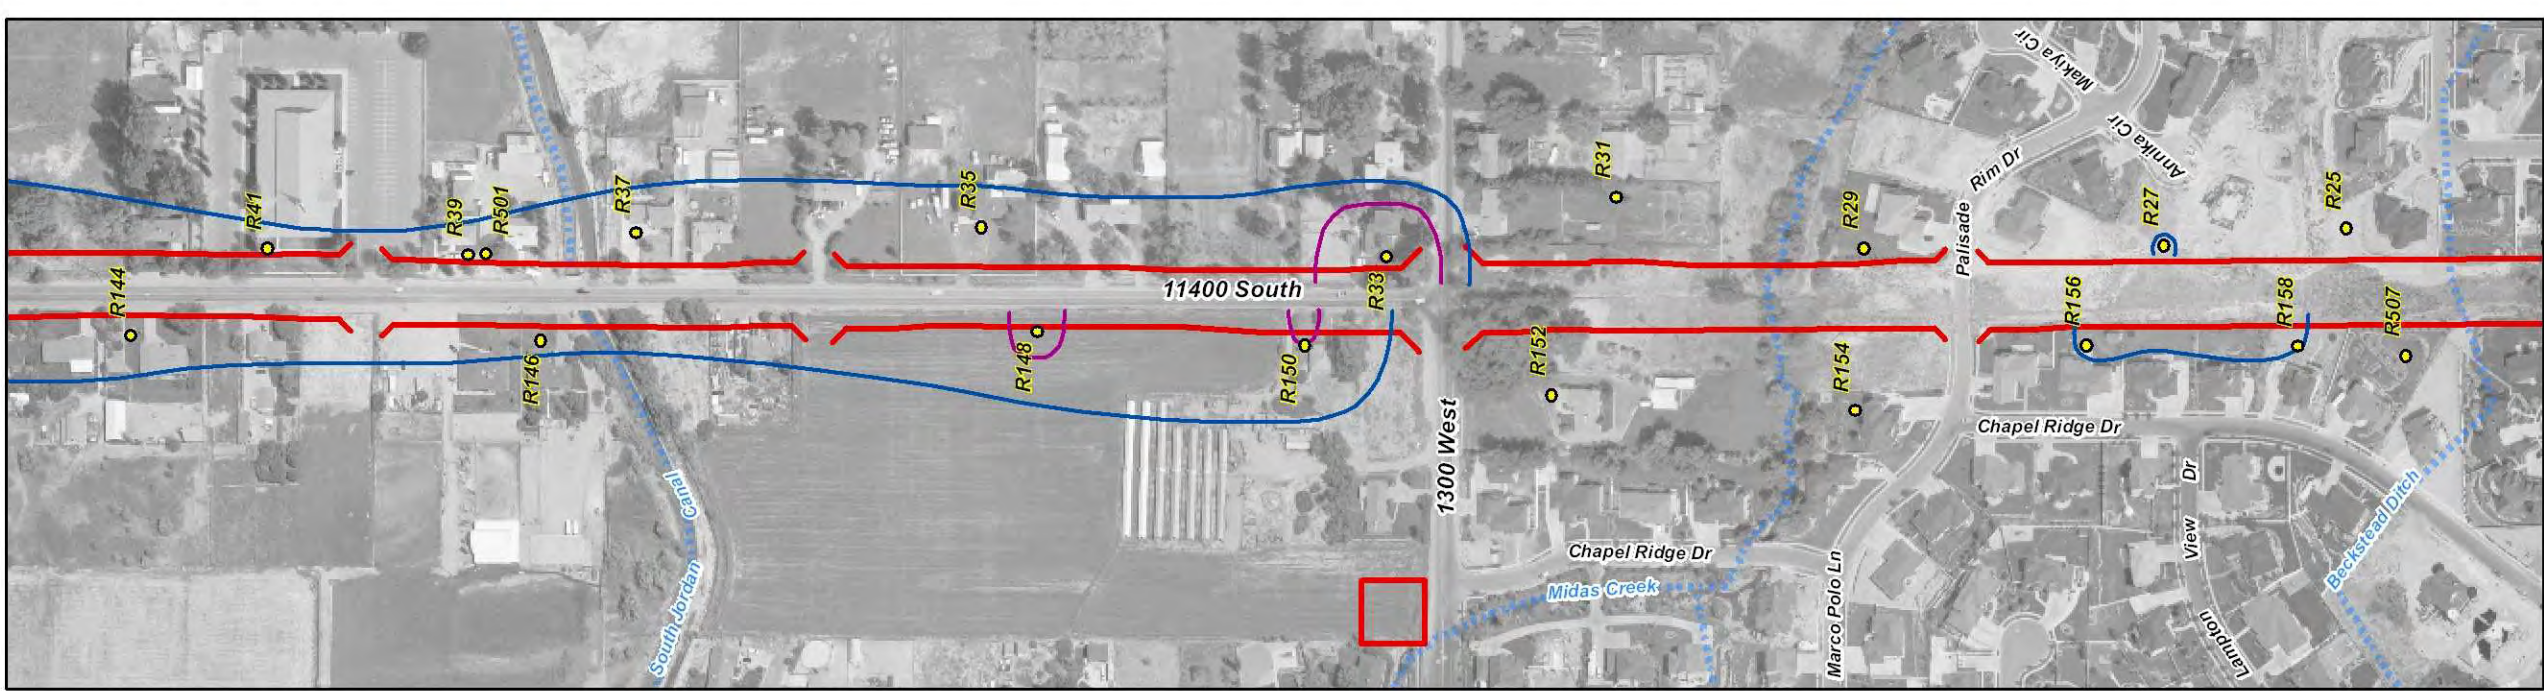 Makiya Cir
Annika Cir
R31
Rim Dr
R41
R39
R501
R37
R35
R29
R27
R25
Palisade
R144
11400 South
R33
R156
R158
R507
R146
R148
R150
R152
R154
1300 West
Chapel Ridge Dr
South Jordan Canal
View Dr
Beckstead Ditch
Chapel Ridge Dr
Midas Creek
Marco Polo Ln
Lampton